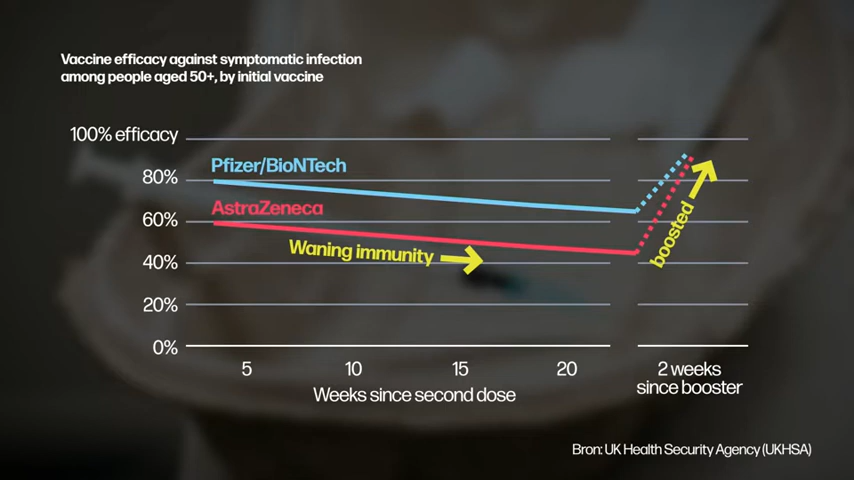 Vaccine efficacy against symptomatic infection
among people aged 50+, by initial vaccine
100% efficacy
80%
60%
40%
20%
0%
Pfizer/BioNTech
AstraZeneca
Waning immunity
boosted
5
10
15
20
Weeks since second dose
2 weeks
since booster
Bron: UK Health Security Agency (UKHSA)